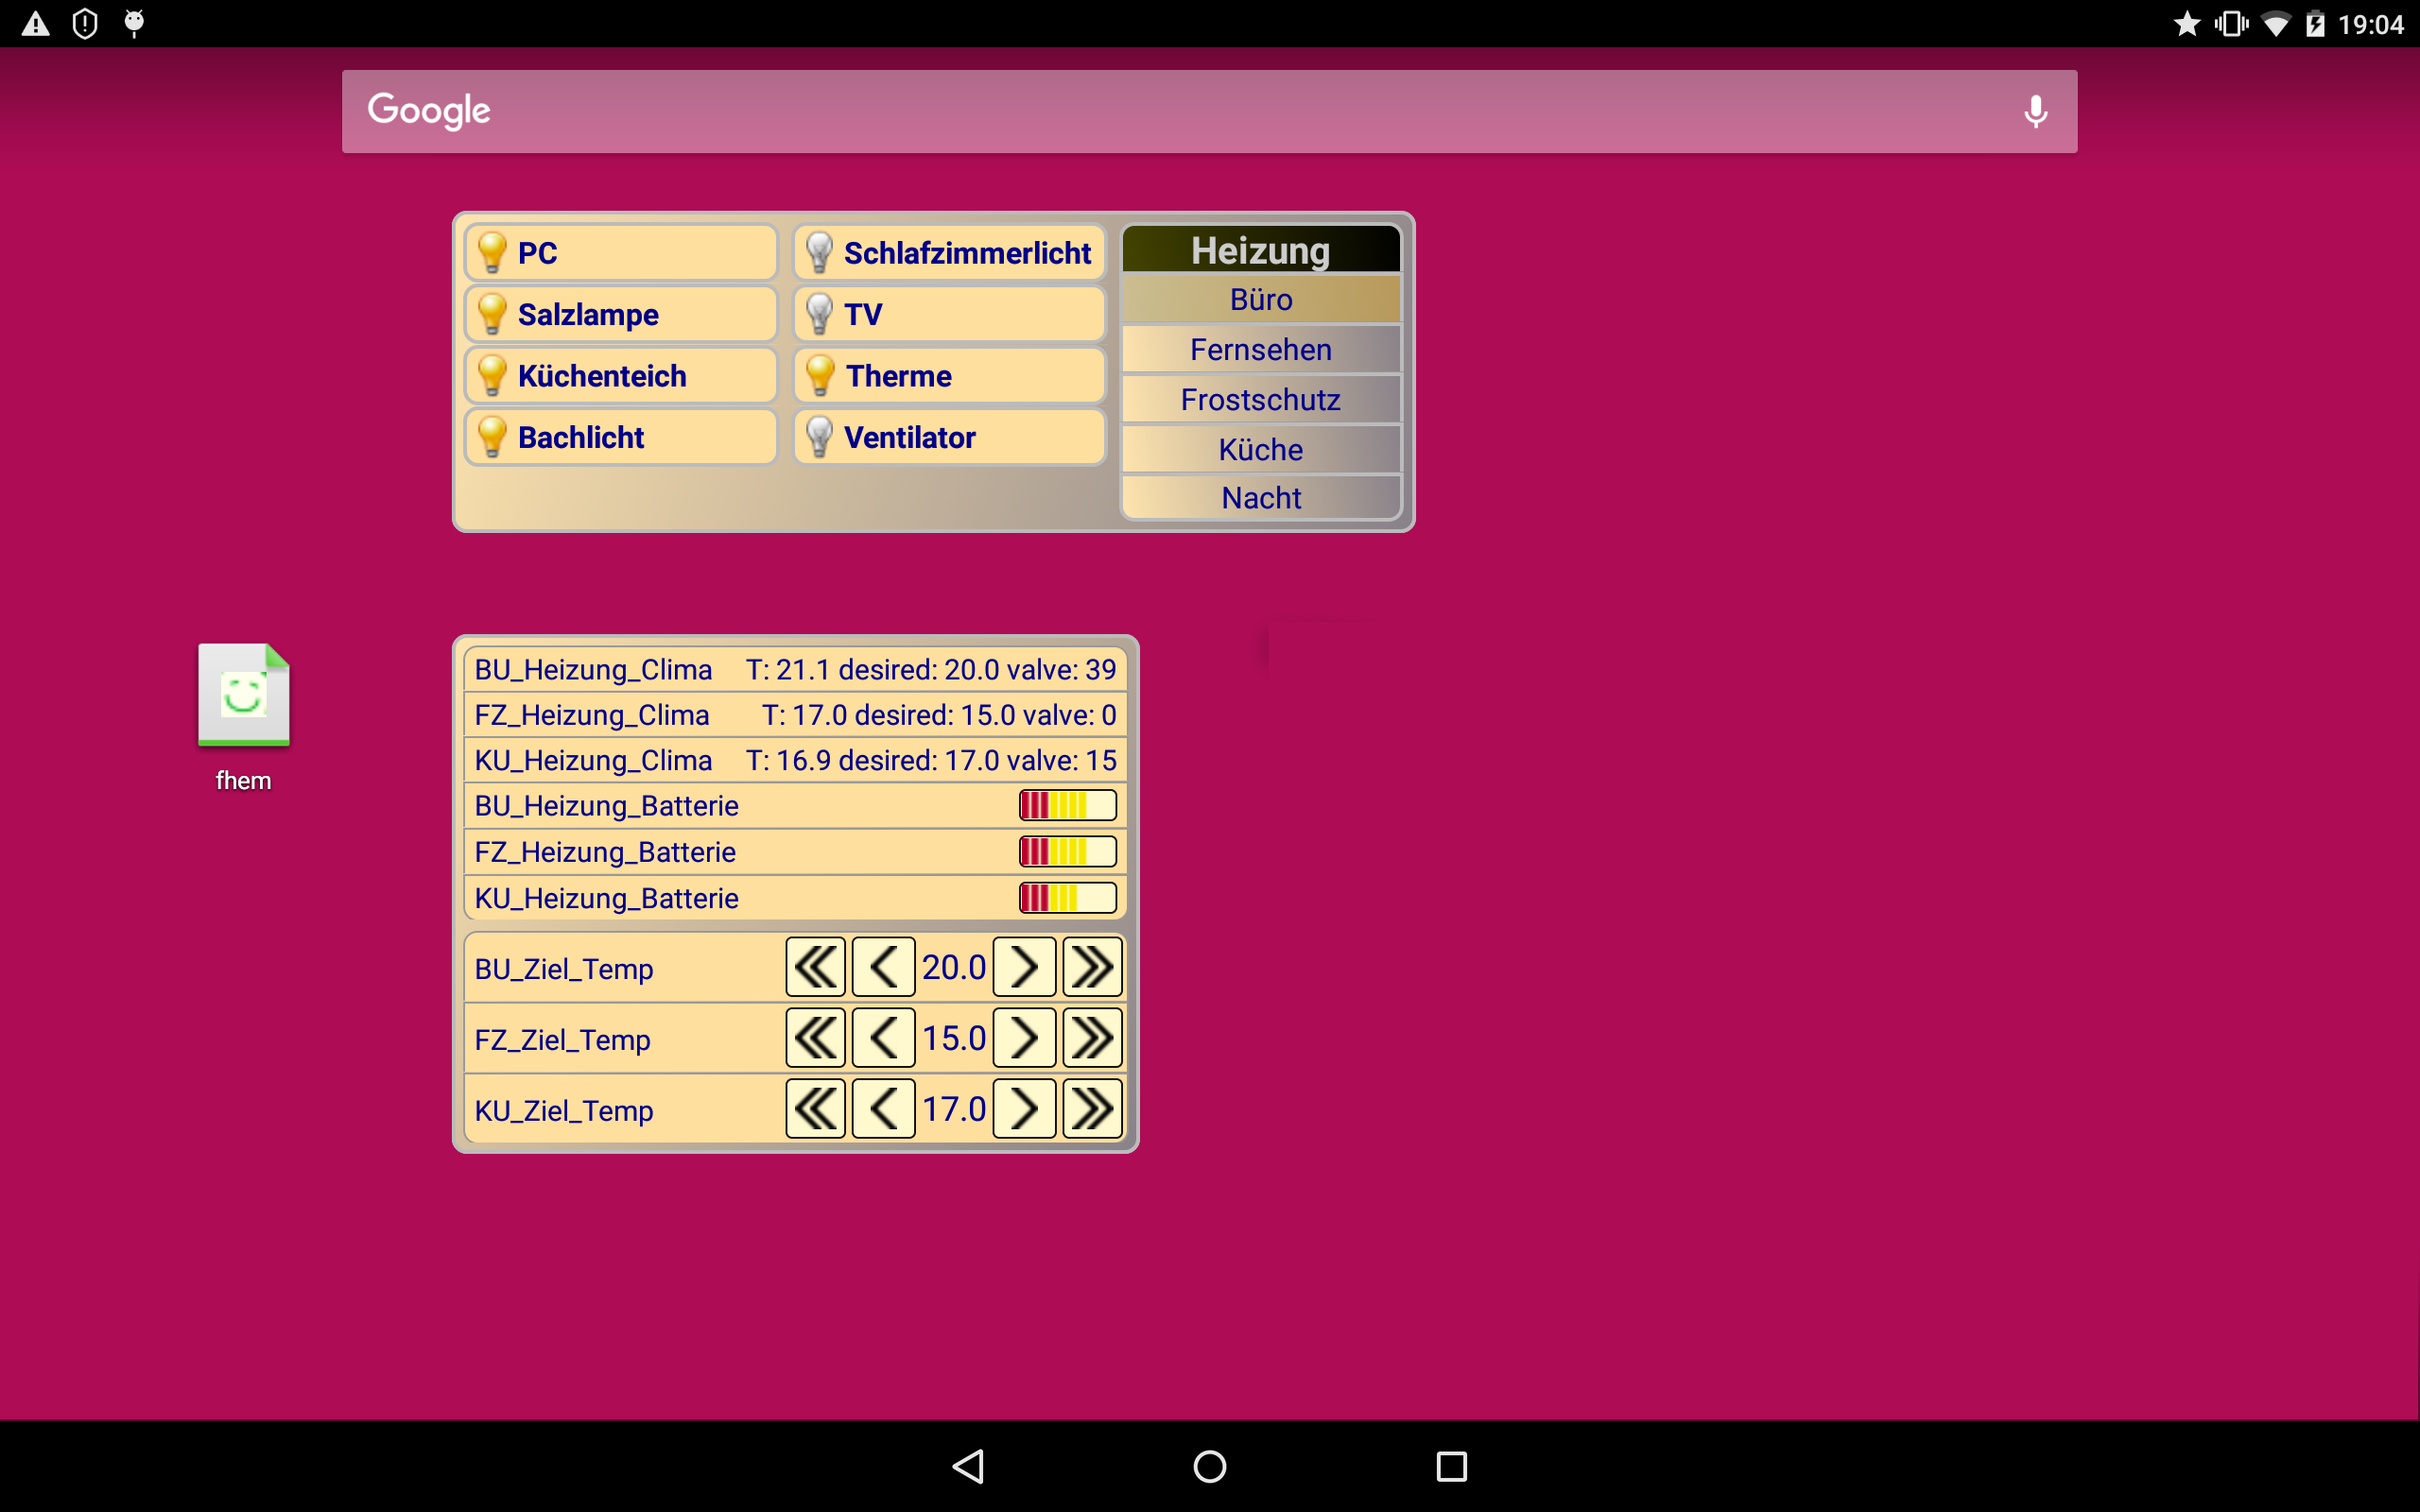 19:04
Google
PC
Schlafzimmerlicht
Heizung
Salzlampe
TV
Büro
Küchenteich
Therme
Fernsehen
Bachlicht
Ventilator
Frostschutz
Küche
Nacht
BU_Heizung_Clima T: 21.1 desired: 20.0 valve: 39
FZ_Heizung_Clima T: 17.0 desired: 15.0 valve: 0
KU_Heizung_Clima T: 16.9 desired: 17.0 valve: 15
BU_Heizung_Batterie
FZ_Heizung_Batterie
KU_Heizung_Batterie
BU_Ziel_Temp 20.0
FZ_Ziel_Temp 15.0
KU_Ziel_Temp 17.0
fhem